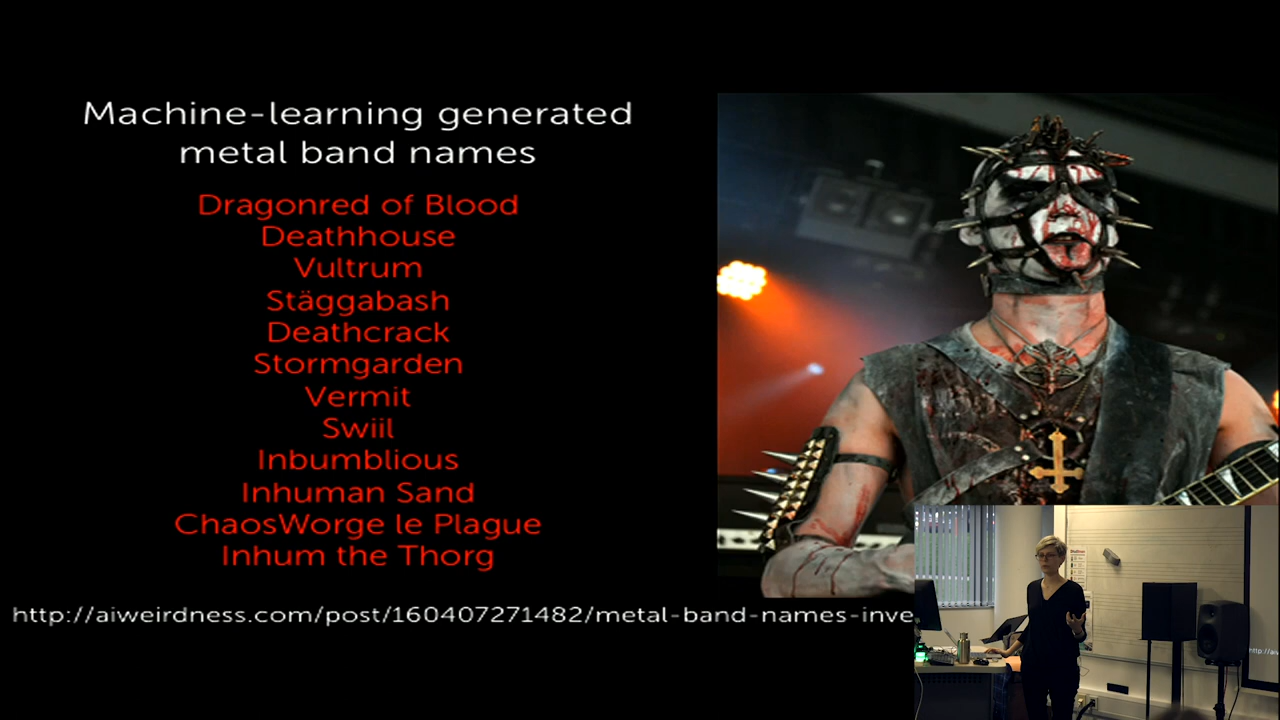 Machine-learning generated
metal band names
Dragonred of Blood
Deathhouse
Vultrum
Stäggabash
Deathcrack
Stormgarden
Vermit
Swiil
Inbumblious
Inhuman Sand
ChaosWorge le Plague
Inhum the Thorg
http://aiweirdness.com/post/160407271482/metal-band-names-inve